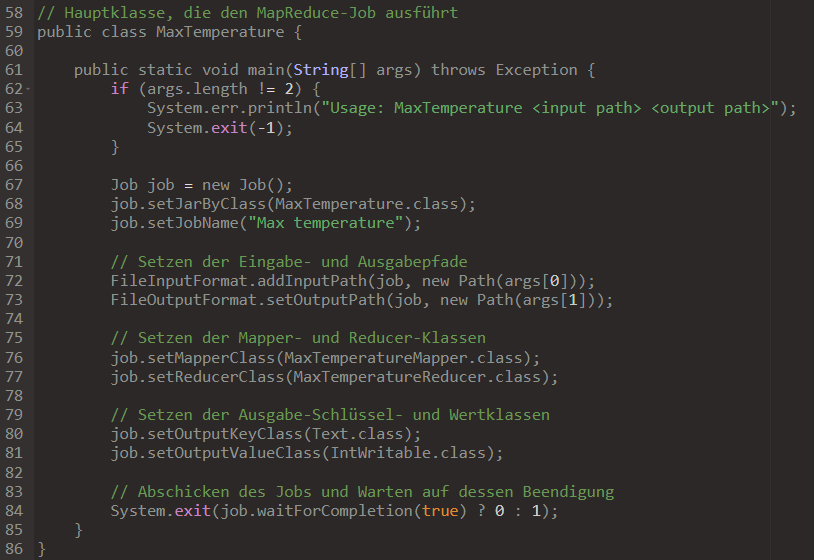 58 // Hauptklasse, die den MapReduce-Job ausführt
59 public class MaxTemperature {
60
61     public static void main(String[] args) throws Exception {
62         if (args.length != 2) {
63             System.err.println("Usage: MaxTemperature <input path> <output path>");
64             System.exit(-1);
65         }
66
67         Job job = new Job();
68         job.setJarByClass(MaxTemperature.class);
69         job.setJobName("Max temperature");
70
71         // Setzen der Eingabe- und Ausgabepfade
72         FileInputFormat.addInputPath(job, new Path(args[0]));
73         FileOutputFormat.setOutputPath(job, new Path(args[1]));
74
75         // Setzen der Mapper- und Reducer-Klassen
76         job.setMapperClass(MaxTemperatureMapper.class);
77         job.setReducerClass(MaxTemperatureReducer.class);
78
79         // Setzen der Ausgabe-Schlüssel- und Wertklassen
80         job.setOutputKeyClass(Text.class);
81         job.setOutputValueClass(IntWritable.class);
82
83         // Abschicken des Jobs und Warten auf dessen Beendigung
84         System.exit(job.waitForCompletion(true) ? 0 : 1);
85     }
86 }